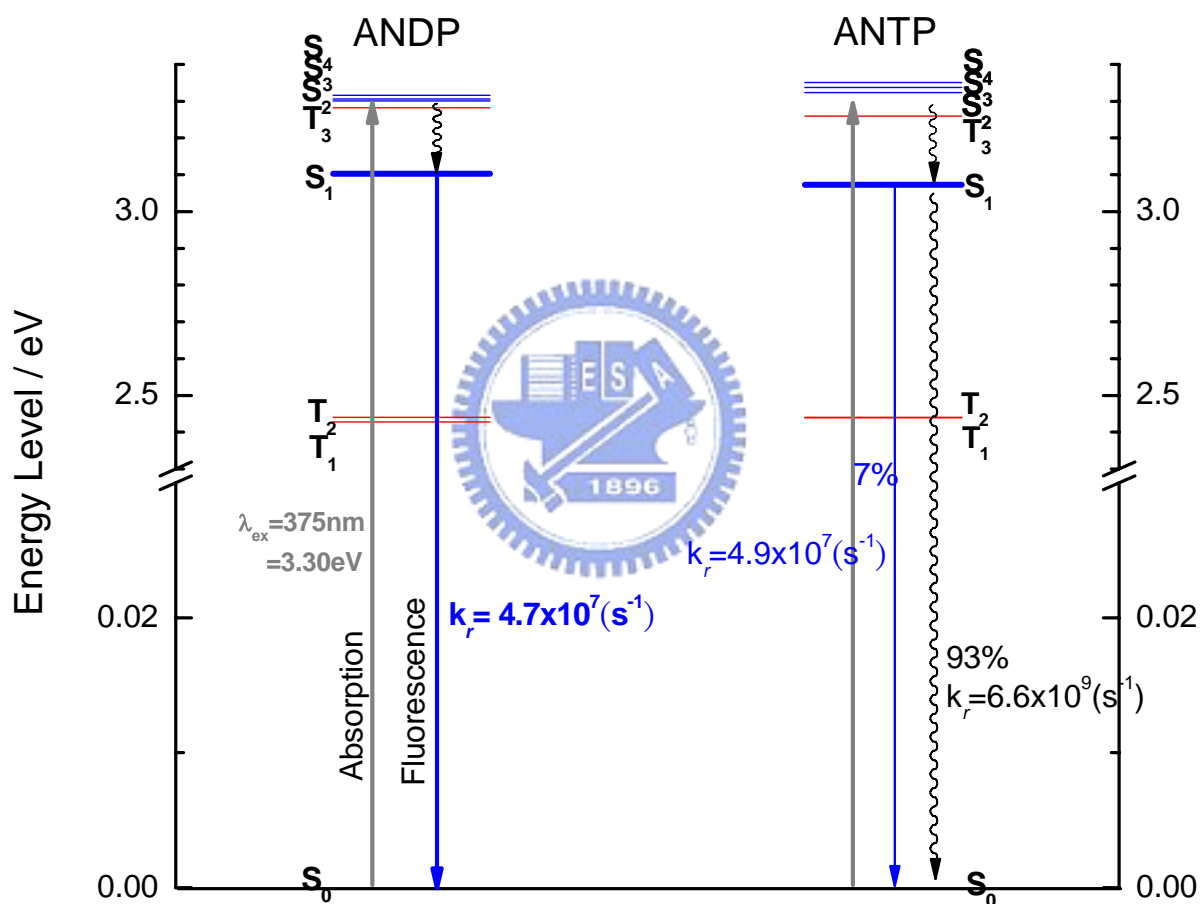 ANDP
ANTP
S₄
S₃
S₂
T₃
S₁
S₄
S₃
S₂
T₃
S₁
3.0
3.0
Energy Level / eV
E S A
2.5
2.5
T₂
T₁
T₂
T₁
1896
7%
λex=375nm
=3.30eV
kr=4.9x10⁷(s⁻¹)
kr= 4.7x10⁷(s⁻¹)
0.02
0.02
Absorption
Fluorescence
93%
kr=6.6x10⁹(s⁻¹)
0.00
S₀
S₀
0.00